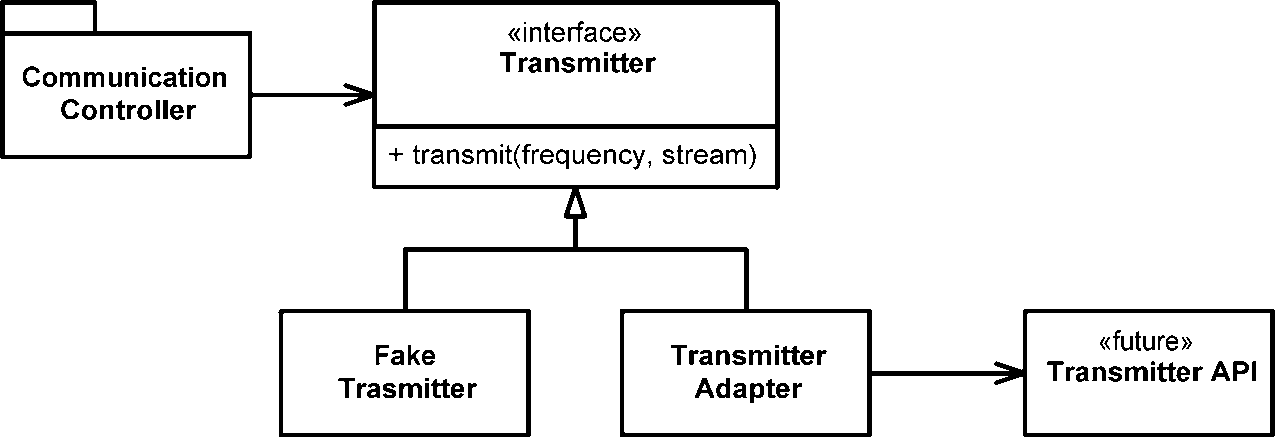 Communication
Controller
«interface»
Transmitter
+ transmit(frequency, stream)
Fake
Trasmitter
Transmitter
Adapter
«future»
Transmitter API